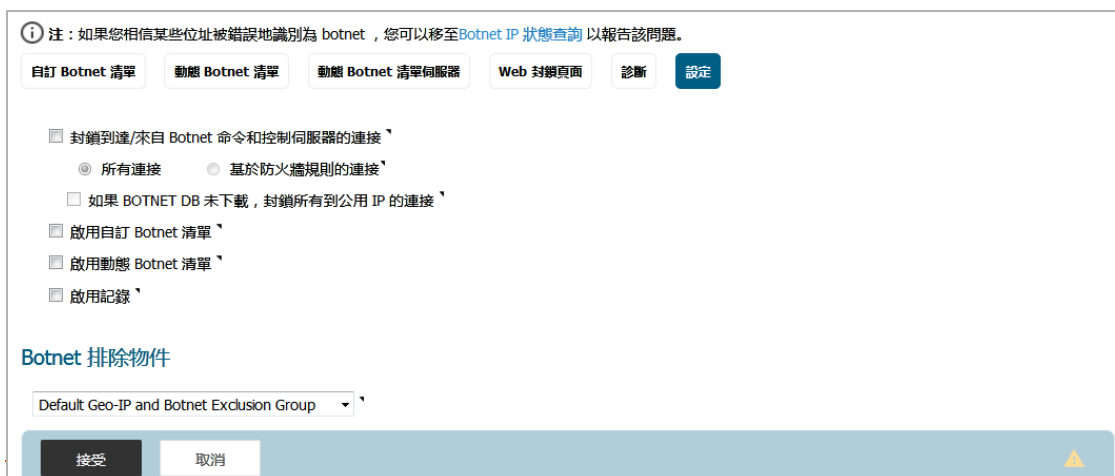 注：如果您相信某些位址被錯誤地識別為 botnet ，您可以移至Botnet IP 狀態查詢 以報告該問題。
自訂 Botnet 清單 動態 Botnet 清單 動態 Botnet 清單伺服器 Web 封鎖頁面 診斷 設定
封鎖到達/來自 Botnet 命令和控制伺服器的連接
所有連接 基於防火牆規則的連接
如果 BOTNET DB 未下載，封鎖所有到公用 IP 的連接
啟用自訂 Botnet 清單
啟用動態 Botnet 清單
啟用記錄
Botnet 排除物件
Default Geo-IP and Botnet Exclusion Group
接受 取消